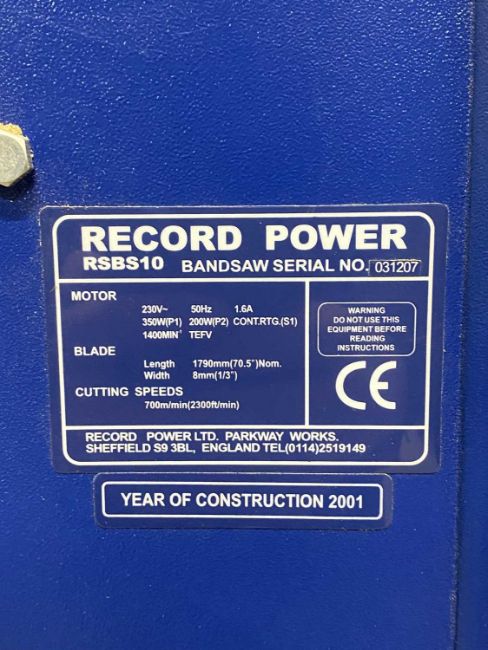 RECORD POWER
RSBS10 BANDSAW SERIAL NO. 031207
MOTOR
230V~ 50Hz 1.6A
350W(P1) 200W(P2) CONT.RTG.(S1)
1400MIN⁻¹ TEFV
BLADE
Length 1790mm(70.5")Nom.
Width 8mm(1/3")
CUTTING SPEEDS
700m/min(2300ft/min)
WARNING
DO NOT USE THIS
EQUIPMENT BEFORE
READING
INSTRUCTIONS
CE
RECORD POWER LTD. PARKWAY WORKS.
SHEFFIELD S9 3BL, ENGLAND TEL(0114)2519149
YEAR OF CONSTRUCTION 2001